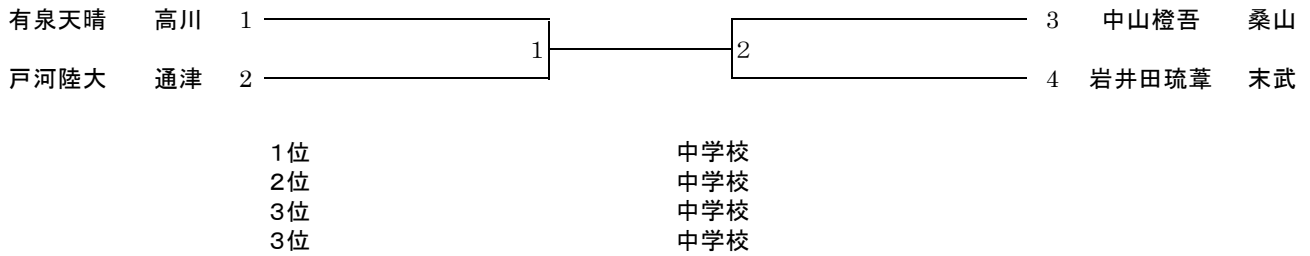 有泉天晴 高川 1 3 中山橙吾 桑山
1 2
戸河陸大 通津 2 4 岩井田琉葦 末武
1位 中学校
2位 中学校
3位 中学校
3位 中学校